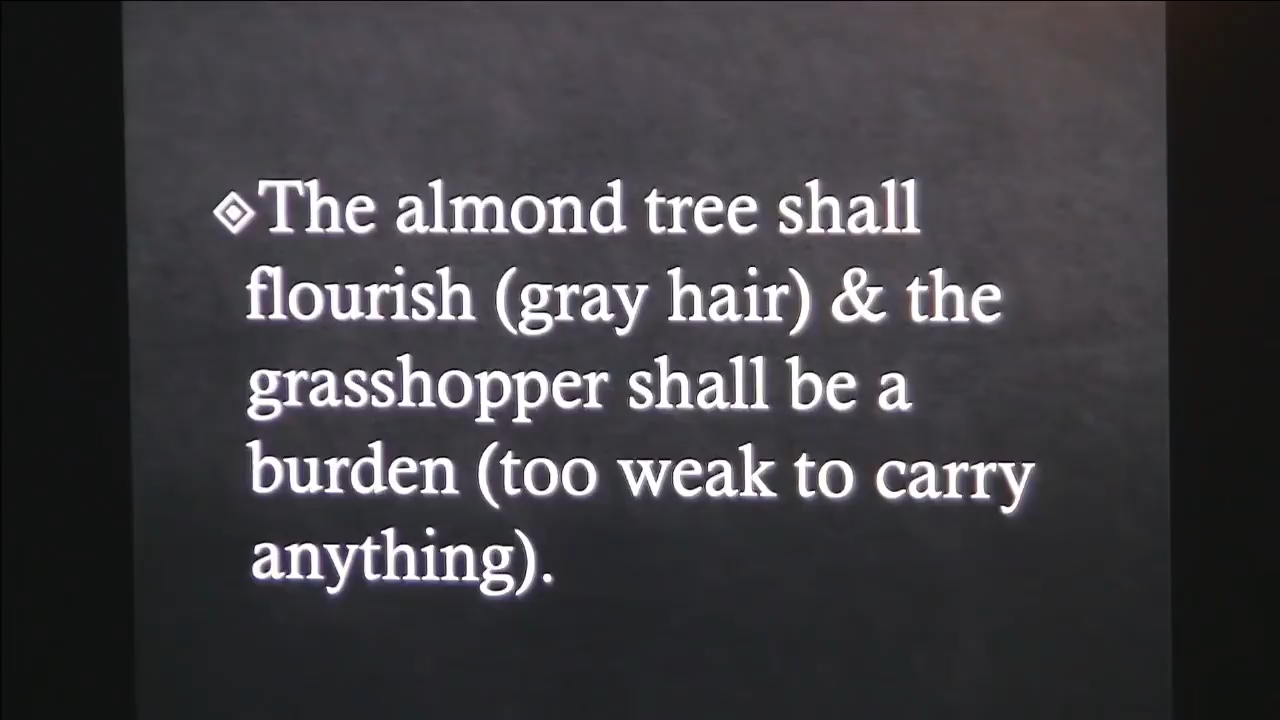 The almond tree shall
flourish (gray hair) & the
grasshopper shall be a
burden (too weak to carry
anything).